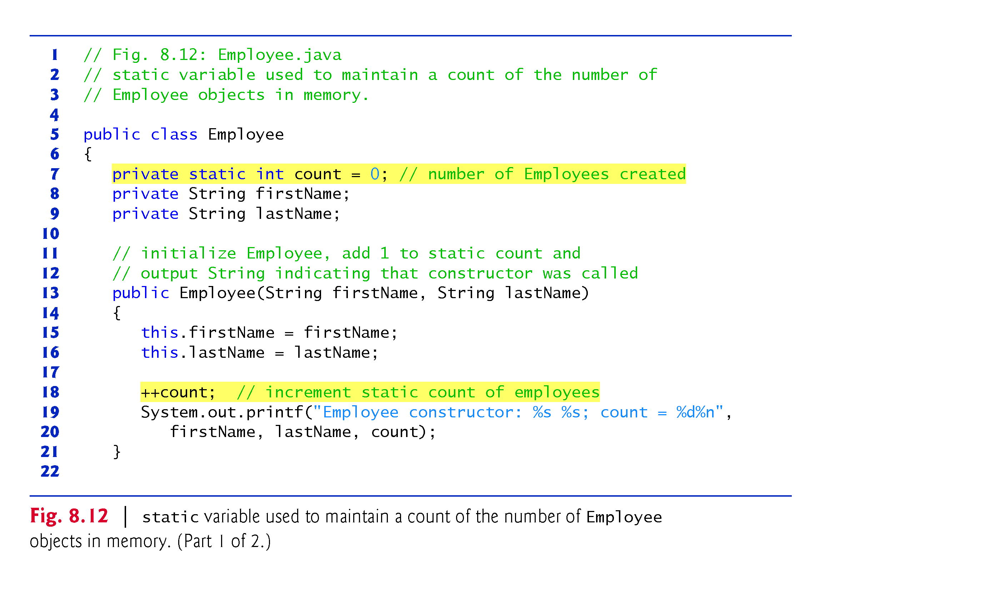 1 // Fig. 8.12: Employee.java
2 // static variable used to maintain a count of the number of
3 // Employee objects in memory.
4
5 public class Employee
6 {
7 private static int count = 0; // number of Employees created
8 private String firstName;
9 private String lastName;
10
11 // initialize Employee, add 1 to static count and
12 // output String indicating that constructor was called
13 public Employee(String firstName, String lastName)
14 {
15 this.firstName = firstName;
16 this.lastName = lastName;
17
18 ++count; // increment static count of employees
19 System.out.printf("Employee constructor: %s %s; count = %d%n",
20 firstName, lastName, count);
21 }
22
Fig. 8.12 | static variable used to maintain a count of the number of Employee
objects in memory. (Part 1 of 2.)